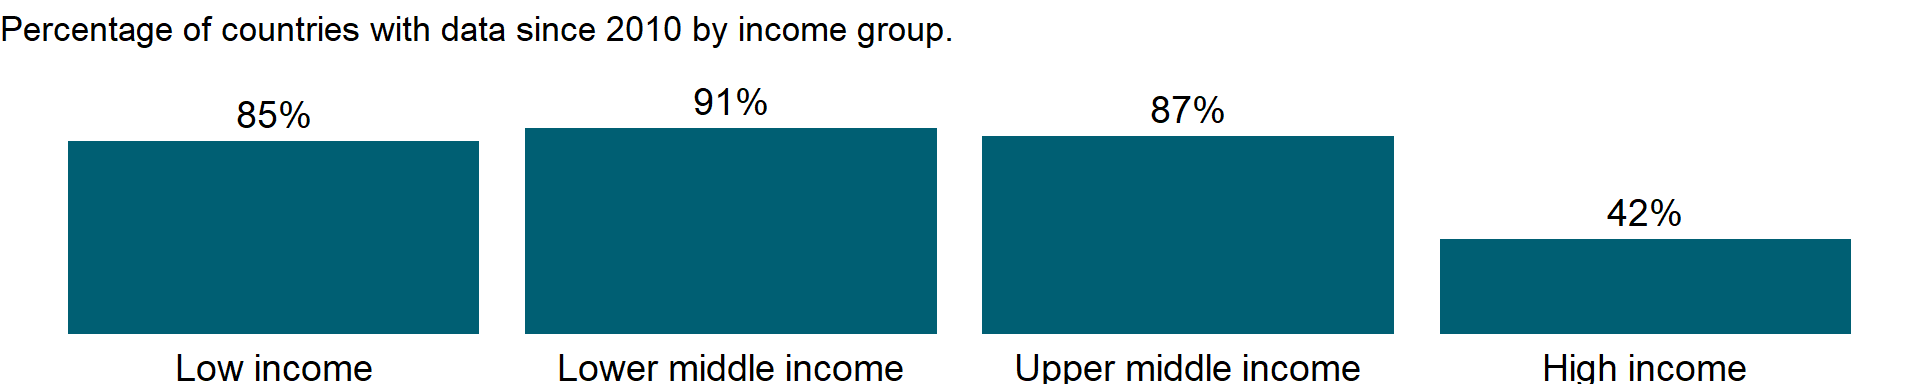 Percentage of countries with data since 2010 by income group.
85%
91%
87%
42%
Low income
Lower middle income
Upper middle income
High income